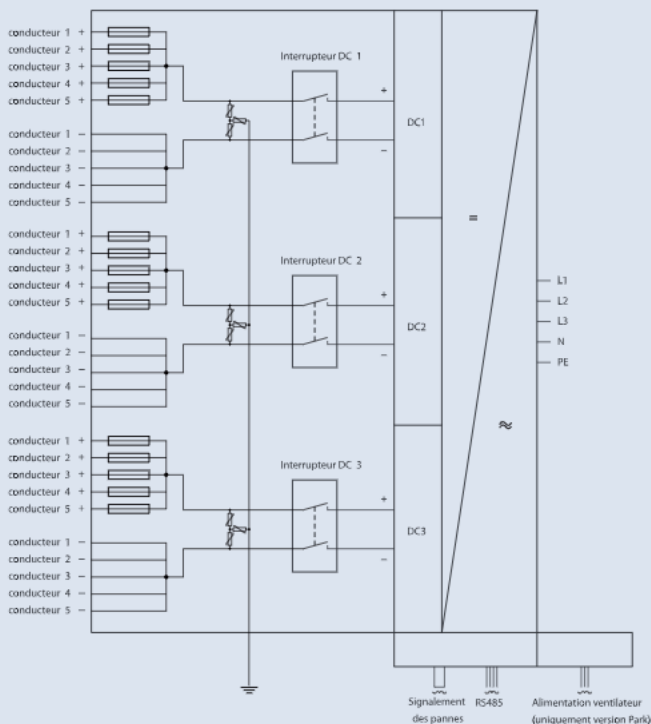 conducteur 1 +
conducteur 2 +
conducteur 3 +
conducteur 4 +
conducteur 5 +
Interrupteur DC 1
+
−
DC1
conducteur 1 −
conducteur 2 −
conducteur 3 −
conducteur 4 −
conducteur 5 −
=
conducteur 1 +
conducteur 2 +
conducteur 3 +
conducteur 4 +
conducteur 5 +
Interrupteur DC 2
+
−
DC2
L1
L2
L3
N
PE
conducteur 1 −
conducteur 2 −
conducteur 3 −
conducteur 4 −
conducteur 5 −
≈
conducteur 1 +
conducteur 2 +
conducteur 3 +
conducteur 4 +
conducteur 5 +
Interrupteur DC 3
+
−
DC3
conducteur 1 −
conducteur 2 −
conducteur 3 −
conducteur 4 −
conducteur 5 −
Signalement
des pannes
RS485
Alimentation ventilateur
(uniquement version Park)